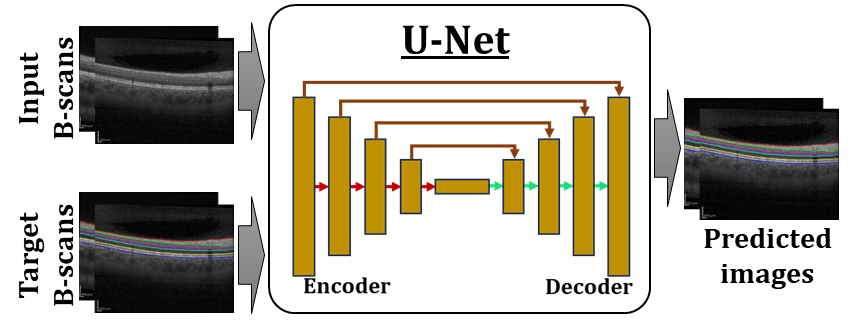 Input
B-scans
Target
B-scans
U-Net
Encoder
Decoder
Predicted
images